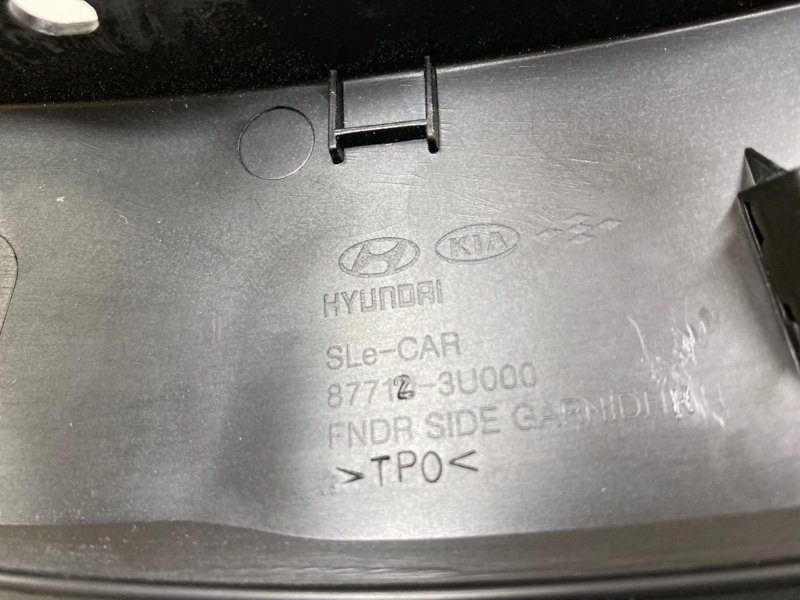 KIA
HYUNDAI
SLe-CAR
87712-3U000
FNDR SIDE
>TPO<